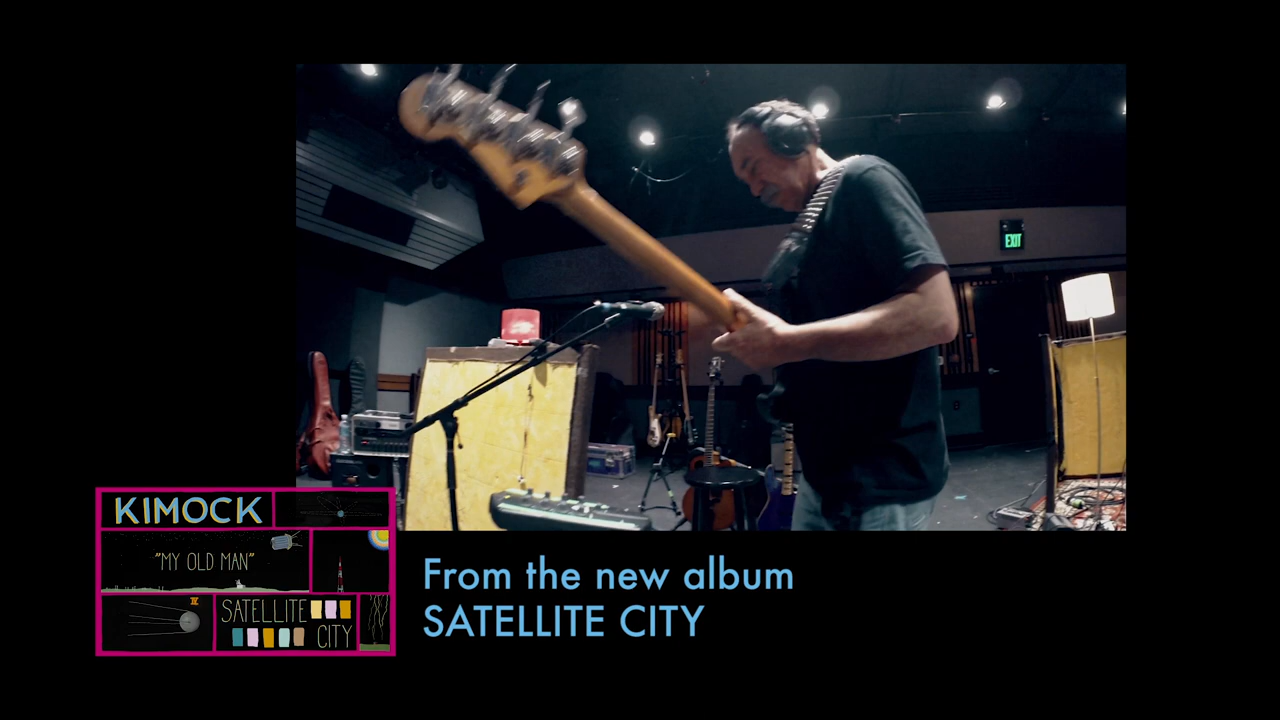 EXIT
KIMOCK
"MY OLD MAN"
SATELLITE
CITY
From the new album
SATELLITE CITY